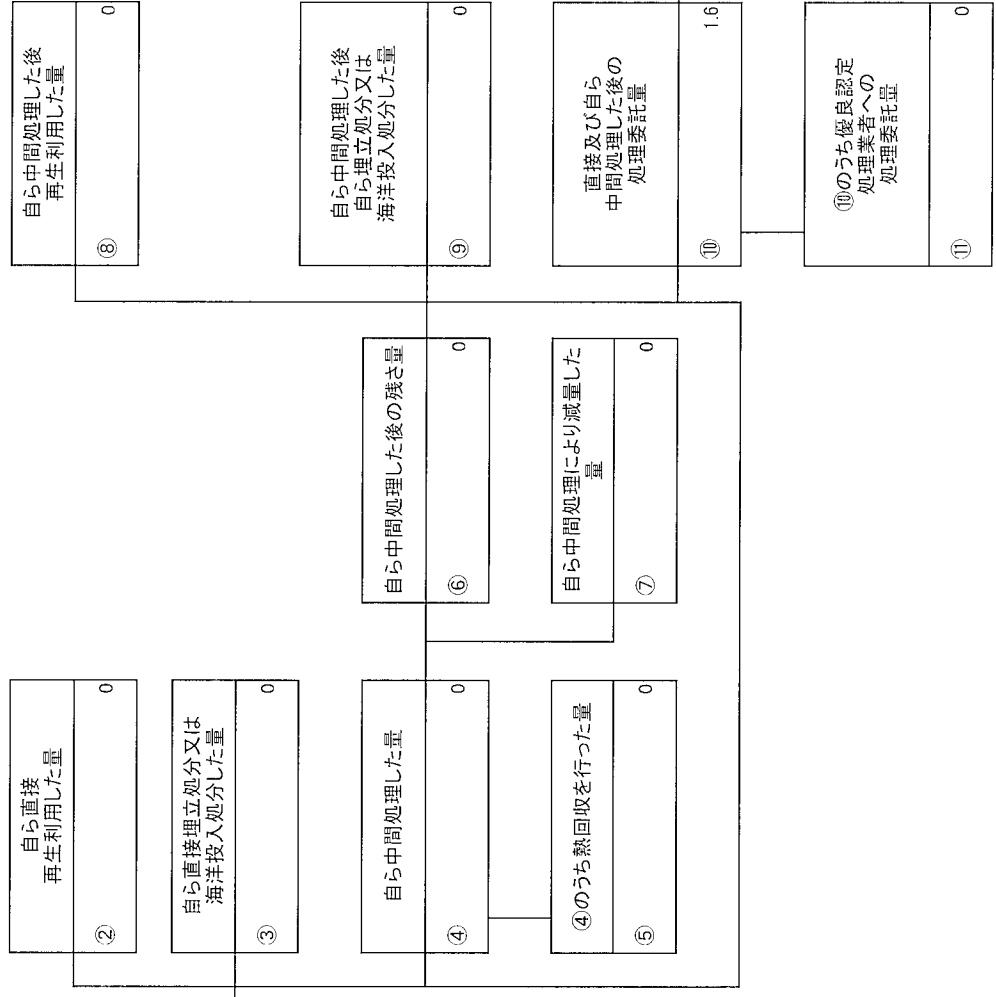 自ら直接
再生利用した量
② 0
自ら直接埋立処分又は
海洋投入処分した量
③ 0
自ら中間処理した量
④ 0
④のうち熱回収を行った量
⑤ 0
自ら中間処理した後の残さ量
⑥ 0
自ら中間処理により減量した
量
⑦ 0
自ら中間処理した後
再生利用した量
⑧ 0
自ら中間処理した後
自ら埋立処分又は
海洋投入処分した量
⑨ 0
直接及び自ら
中間処理した後の
処理委託量
⑩ 1.6
⑩のうち優良認定
処理業者への
処理委託量
⑪ 0